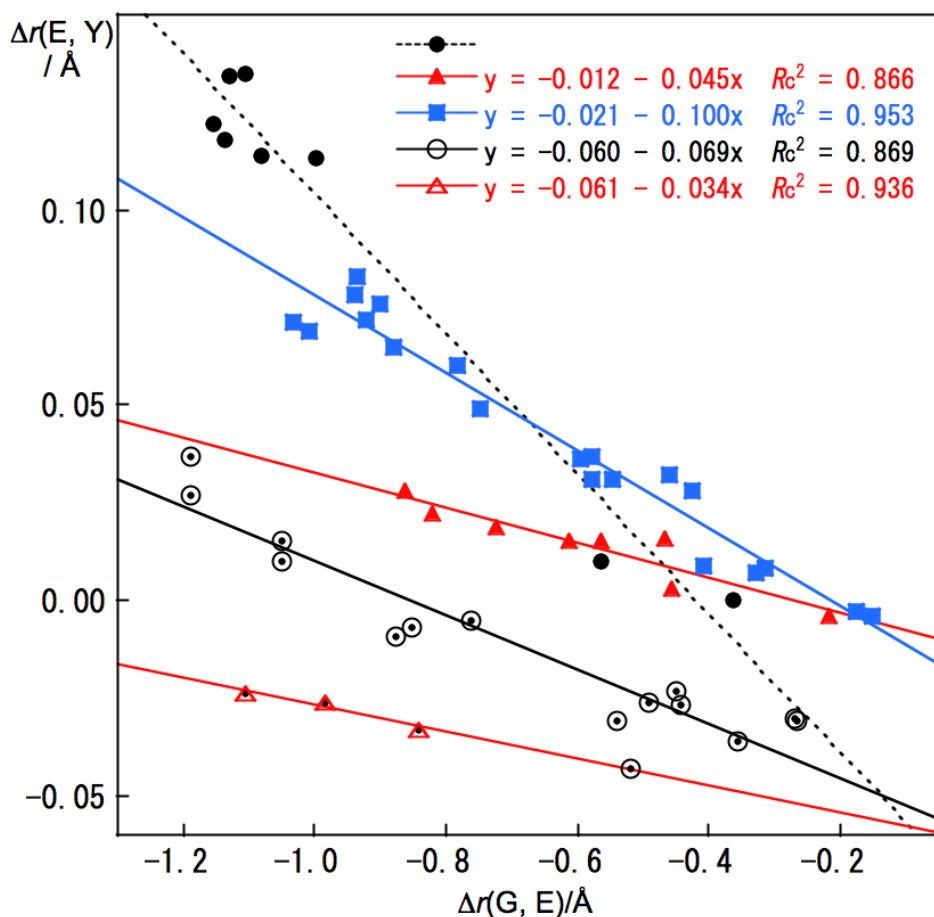 Δr(E, Y)
/ Å
y = −0.012 − 0.045x Rc² = 0.866
y = −0.021 − 0.100x Rc² = 0.953
y = −0.060 − 0.069x Rc² = 0.869
y = −0.061 − 0.034x Rc² = 0.936
0.10
0.05
0.00
−0.05
−1.2 −1.0 −0.8 −0.6 −0.4 −0.2
Δr(G, E)/Å